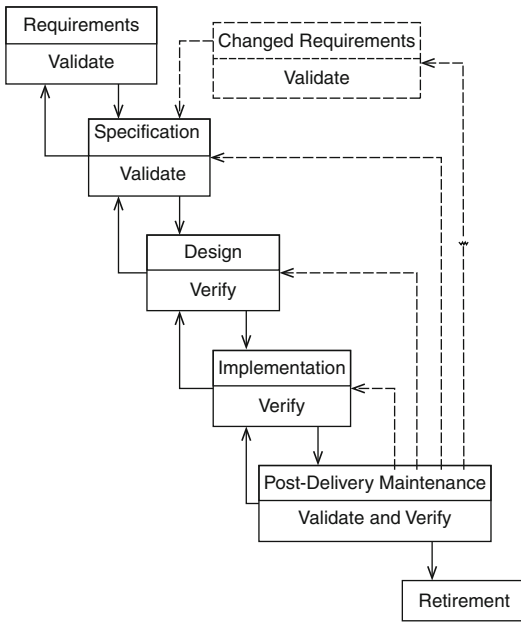 Requirements
Validate
Changed Requirements
Validate
Specification
Validate
Design
Verify
Implementation
Verify
Post-Delivery Maintenance
Validate and Verify
Retirement